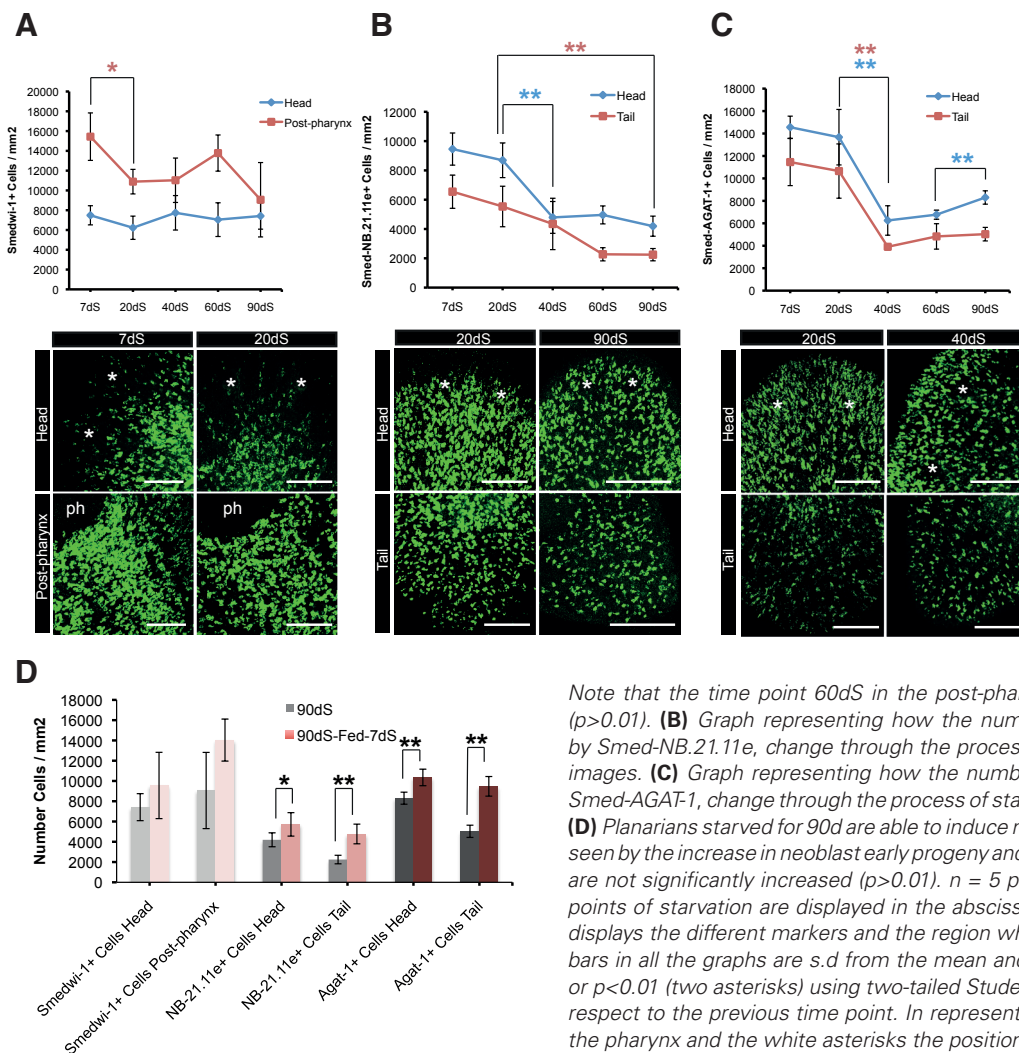 A
*
Smedwi-1+ Cells / mm2
20000
18000
16000
14000
12000
10000
8000
6000
4000
2000
0
Head
Post-pharynx
7dS 20dS 40dS 60dS 90dS
7dS 20dS
Head
* *
* *
Post-pharynx
ph ph
B
**
**
Smed-NB.21.11e+ Cells / mm2
12000
10000
8000
6000
4000
2000
0
Head
Tail
7dS 20dS 40dS 60dS 90dS
20dS 90dS
Head
* * * *
Tail
C
**
**
**
Smed-AGAT-1+ Cells / mm2
18000
16000
14000
12000
10000
8000
6000
4000
2000
0
Head
Tail
7dS 20dS 40dS 60dS 90dS
20dS 40dS
Head
* * *
*
Tail
D
Number Cells / mm2
18000
16000
14000
12000
10000
8000
6000
4000
2000
0
90dS
90dS-Fed-7dS
* ** ** **
Smedwi-1+ Cells Head
Smedwi-1+ Cells Post-pharynx
NB-21.11e+ Cells Head
NB-21.11e+ Cells Tail
Agat-1+ Cells Head
Agat-1+ Cells Tail
Note that the time point 60dS in the post-phar
(p>0.01). (B) Graph representing how the num
by Smed-NB.21.11e, change through the proces
images. (C) Graph representing how the numb
Smed-AGAT-1, change through the process of sta
(D) Planarians starved for 90d are able to induce n
seen by the increase in neoblast early progeny and
are not significantly increased (p>0.01). n = 5 p
points of starvation are displayed in the absciss
displays the different markers and the region wh
bars in all the graphs are s.d from the mean and
or p<0.01 (two asterisks) using two-tailed Stude
respect to the previous time point. In represent
the pharynx and the white asterisks the position